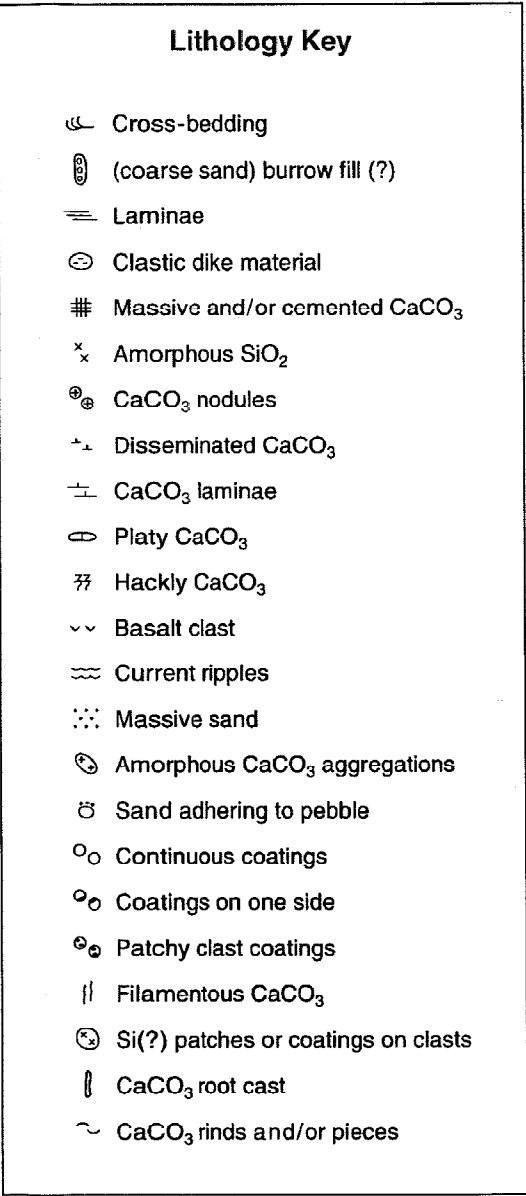 Lithology Key
Cross-bedding
(coarse sand) burrow fill (?)
Laminae
Clastic dike material
Massive and/or cemented CaCO₃
Amorphous SiO₂
CaCO₃ nodules
Disseminated CaCO₃
CaCO₃ laminae
Platy CaCO₃
Hackly CaCO₃
Basalt clast
Current ripples
Massive sand
Amorphous CaCO₃ aggregations
Sand adhering to pebble
Continuous coatings
Coatings on one side
Patchy clast coatings
Filamentous CaCO₃
Si(?) patches or coatings on clasts
CaCO₃ root cast
CaCO₃ rinds and/or pieces